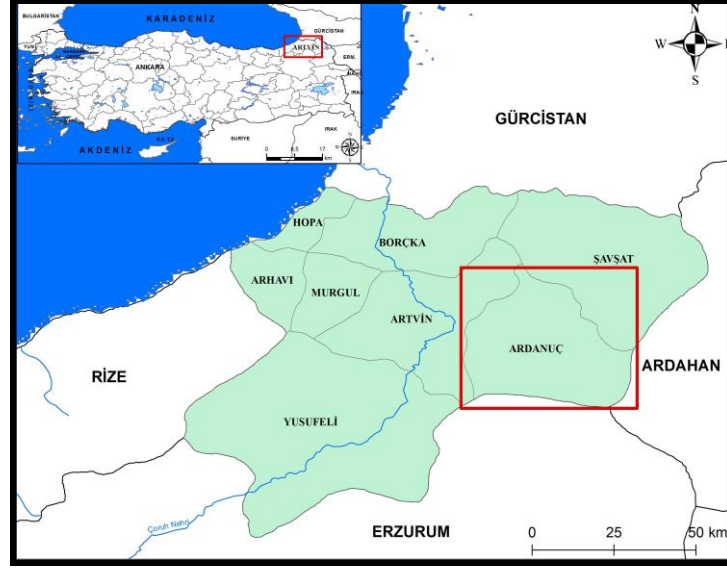 BULGARİSTAN
KARADENİZ
GÜRCİSTAN
ARTVİN
YUN.
ERM.
ANKARA
SURİYE
IRAK
AKDENİZ
0 8.5 17
km
N
W
S
GÜRCİSTAN
HOPA
BORÇKA
ŞAVŞAT
ARHAVI
MURGUL
ARTVİN
ARDANUÇ
ARDAHAN
RİZE
YUSUFELİ
Çoruh Nehri
ERZURUM
0 25 50 km